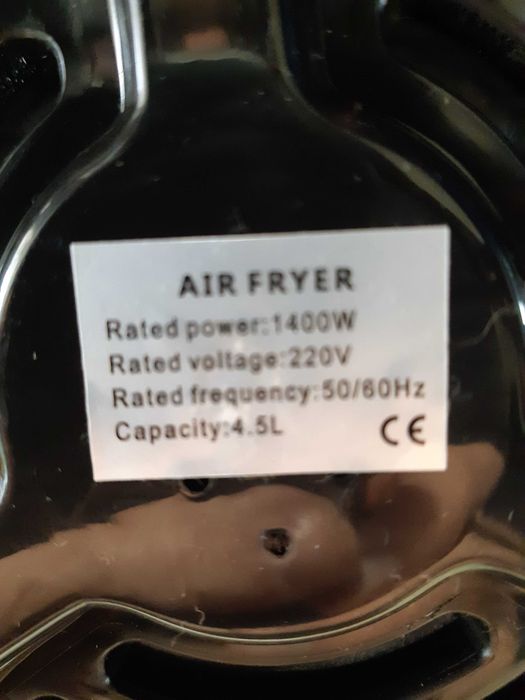 AIR FRYER
Rated power:1400W
Rated voltage:220V
Rated frequency:50/60Hz
Capacity:4.5L CE